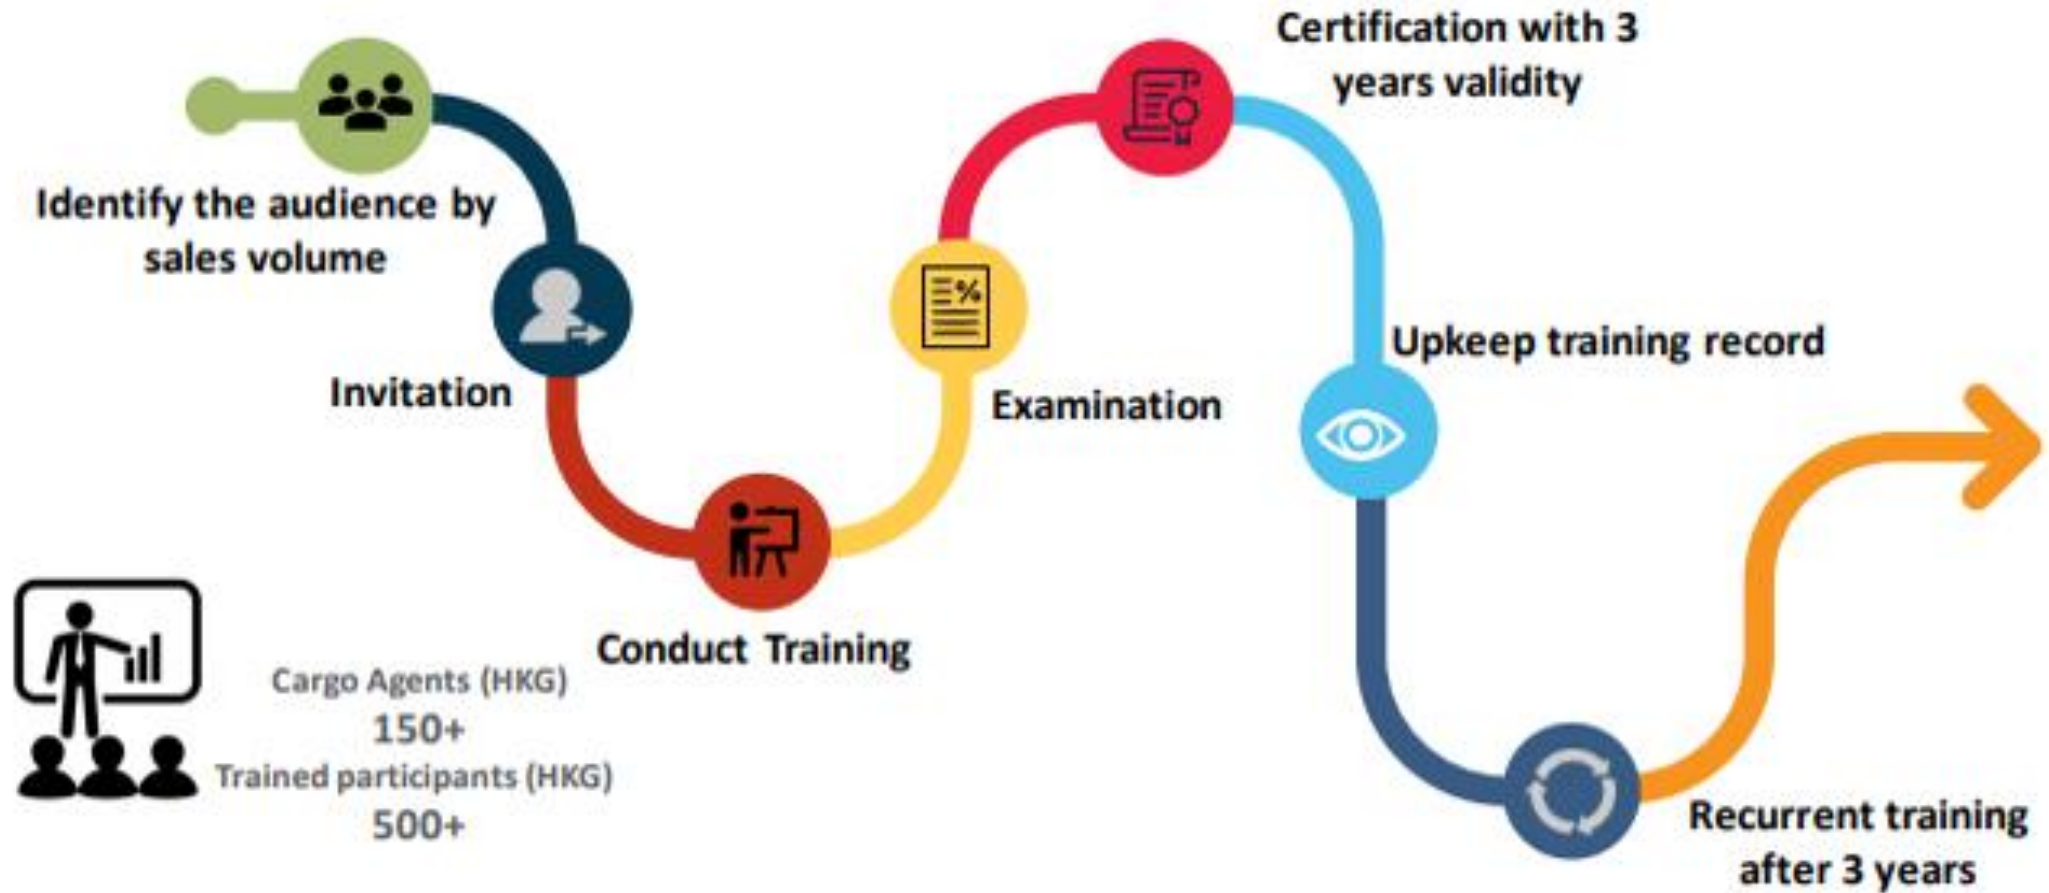 Identify the audience by
sales volume
Invitation
Conduct Training
%
Examination
Certification with 3
years validity
Upkeep training record
Recurrent training
after 3 years
Cargo Agents (HKG)
150+
Trained participants (HKG)
500+